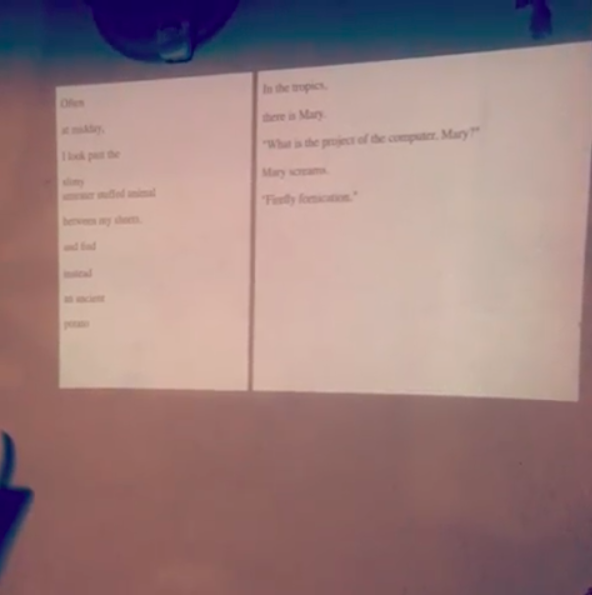 Often
at midday,
I look past the
slimy
sweater stuffed animal
between my sheets,
and find
instead
an ancient
potato
In the tropics,
there is Mary.
"What is the project of the computer, Mary?"
Mary screams.
"Firefly fornication."